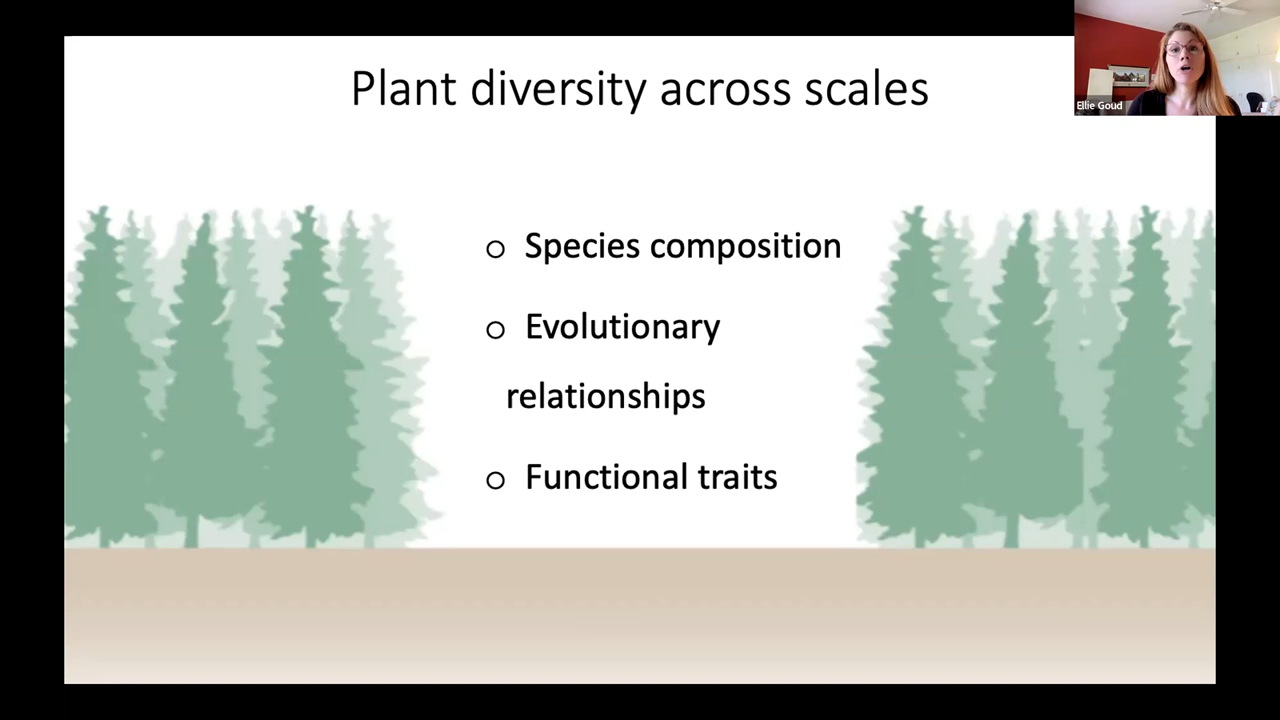 Plant diversity across scales
Ellie Goud
o Species composition
o Evolutionary
relationships
o Functional traits